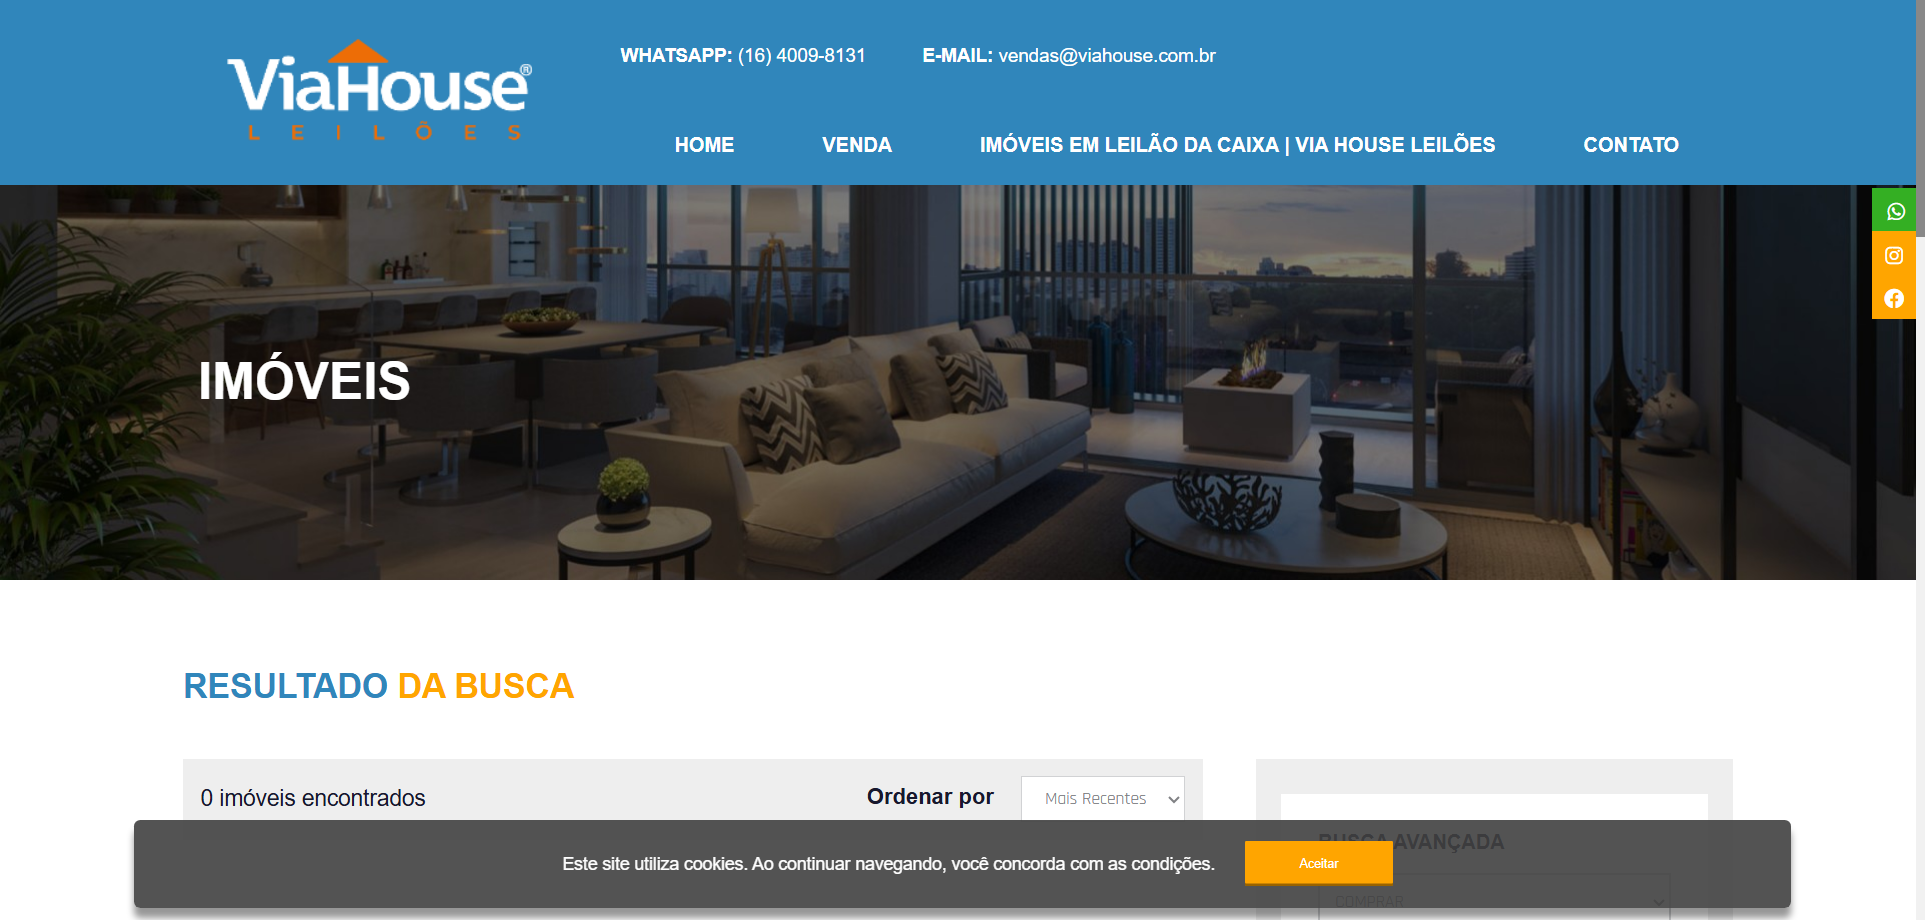 ViaHouse®
LEILÕES
WHATSAPP: (16) 4009-8131
E-MAIL: vendas@viahouse.com.br
HOME
VENDA
IMÓVEIS EM LEILÃO DA CAIXA | VIA HOUSE LEILÕES
CONTATO
IMÓVEIS
RESULTADO DA BUSCA
0 imóveis encontrados
Ordenar por
Mais Recentes
BUSCA AVANÇADA
Este site utiliza cookies. Ao continuar navegando, você concorda com as condições.
Aceitar
COMPRAR